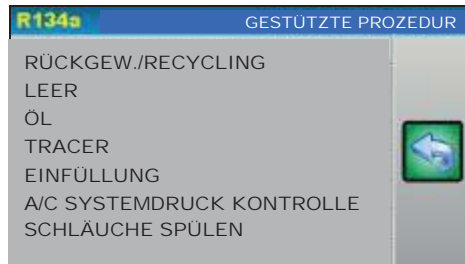 R134a GESTÜTZTE PROZEDUR
RÜCKGEW./RECYCLING
LEER
ÖL
TRACER
EINFÜLLUNG
A/C SYSTEMDRUCK KONTROLLE
SCHLÄUCHE SPÜLEN